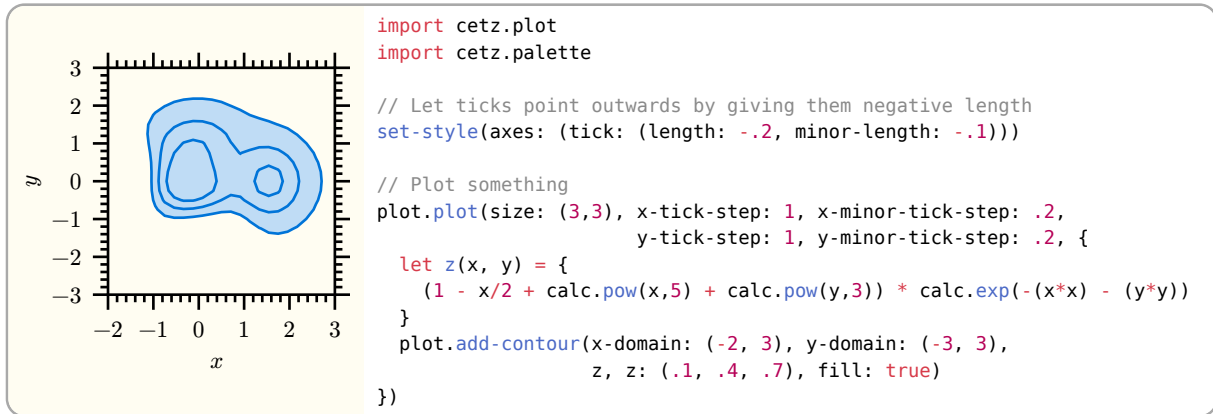 3
2
1
0
−1
−2
−3
y
−2 −1 0 1 2 3
x
import cetz.plot
import cetz.palette
// Let ticks point outwards by giving them negative length
set-style(axes: (tick: (length: -.2, minor-length: -.1)))
// Plot something
plot.plot(size: (3,3), x-tick-step: 1, x-minor-tick-step: .2,
y-tick-step: 1, y-minor-tick-step: .2, {
let z(x, y) = {
(1 - x/2 + calc.pow(x,5) + calc.pow(y,3)) * calc.exp(-(x*x) - (y*y))
}
plot.add-contour(x-domain: (-2, 3), y-domain: (-3, 3),
z, z: (.1, .4, .7), fill: true)
})